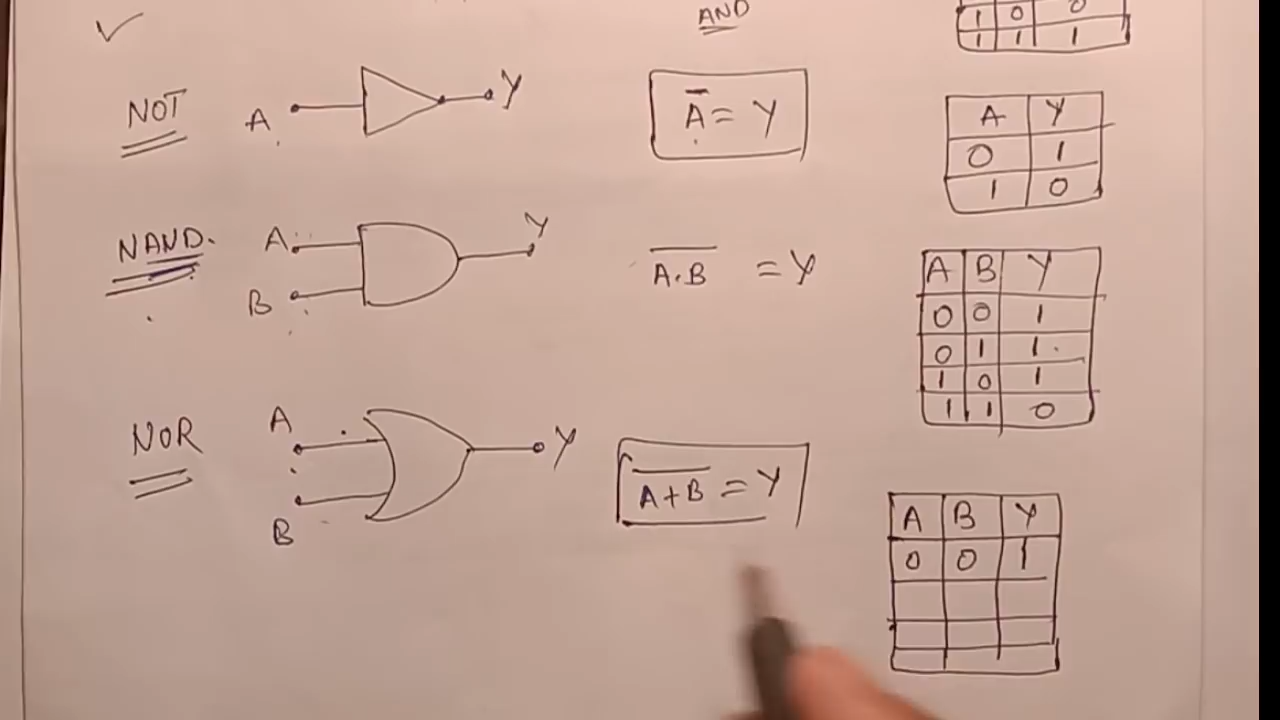 AND
1 0 0
1 1 1
NOT
A
Y
A̅ = Y
A Y
0 1
1 0
NAND.
A
B
Y
A̅.̅B̅ = Y
A B Y
0 0 1
0 1 1
1 0 1
1 1 0
NOR
A
B
Y
A̅+̅B̅ = Y
A B Y
0 0 1